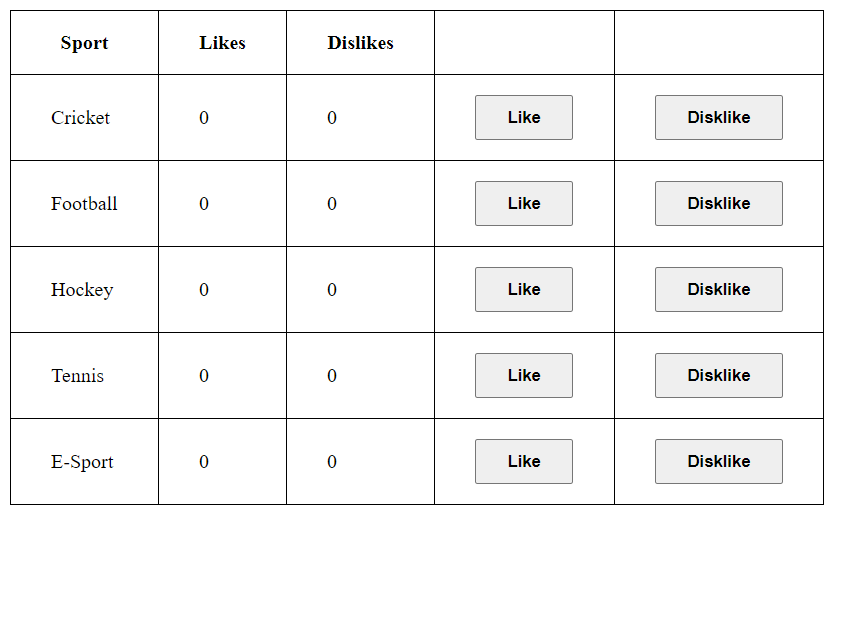 Sport Likes Dislikes
Cricket 0 0 Like Disklike
Football 0 0 Like Disklike
Hockey 0 0 Like Disklike
Tennis 0 0 Like Disklike
E-Sport 0 0 Like Disklike